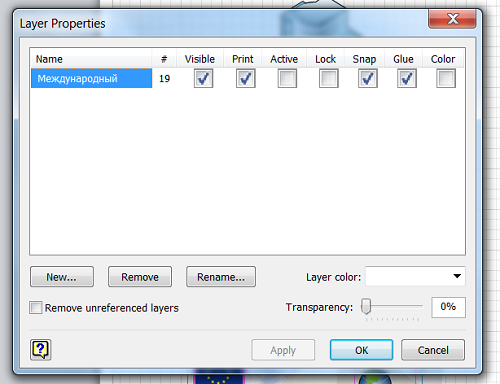 Layer Properties
Name # Visible Print Active Lock Snap Glue Color
Международный 19
New... Remove Rename... Layer color:
Remove unreferenced layers Transparency: 0%
?
Apply OK Cancel